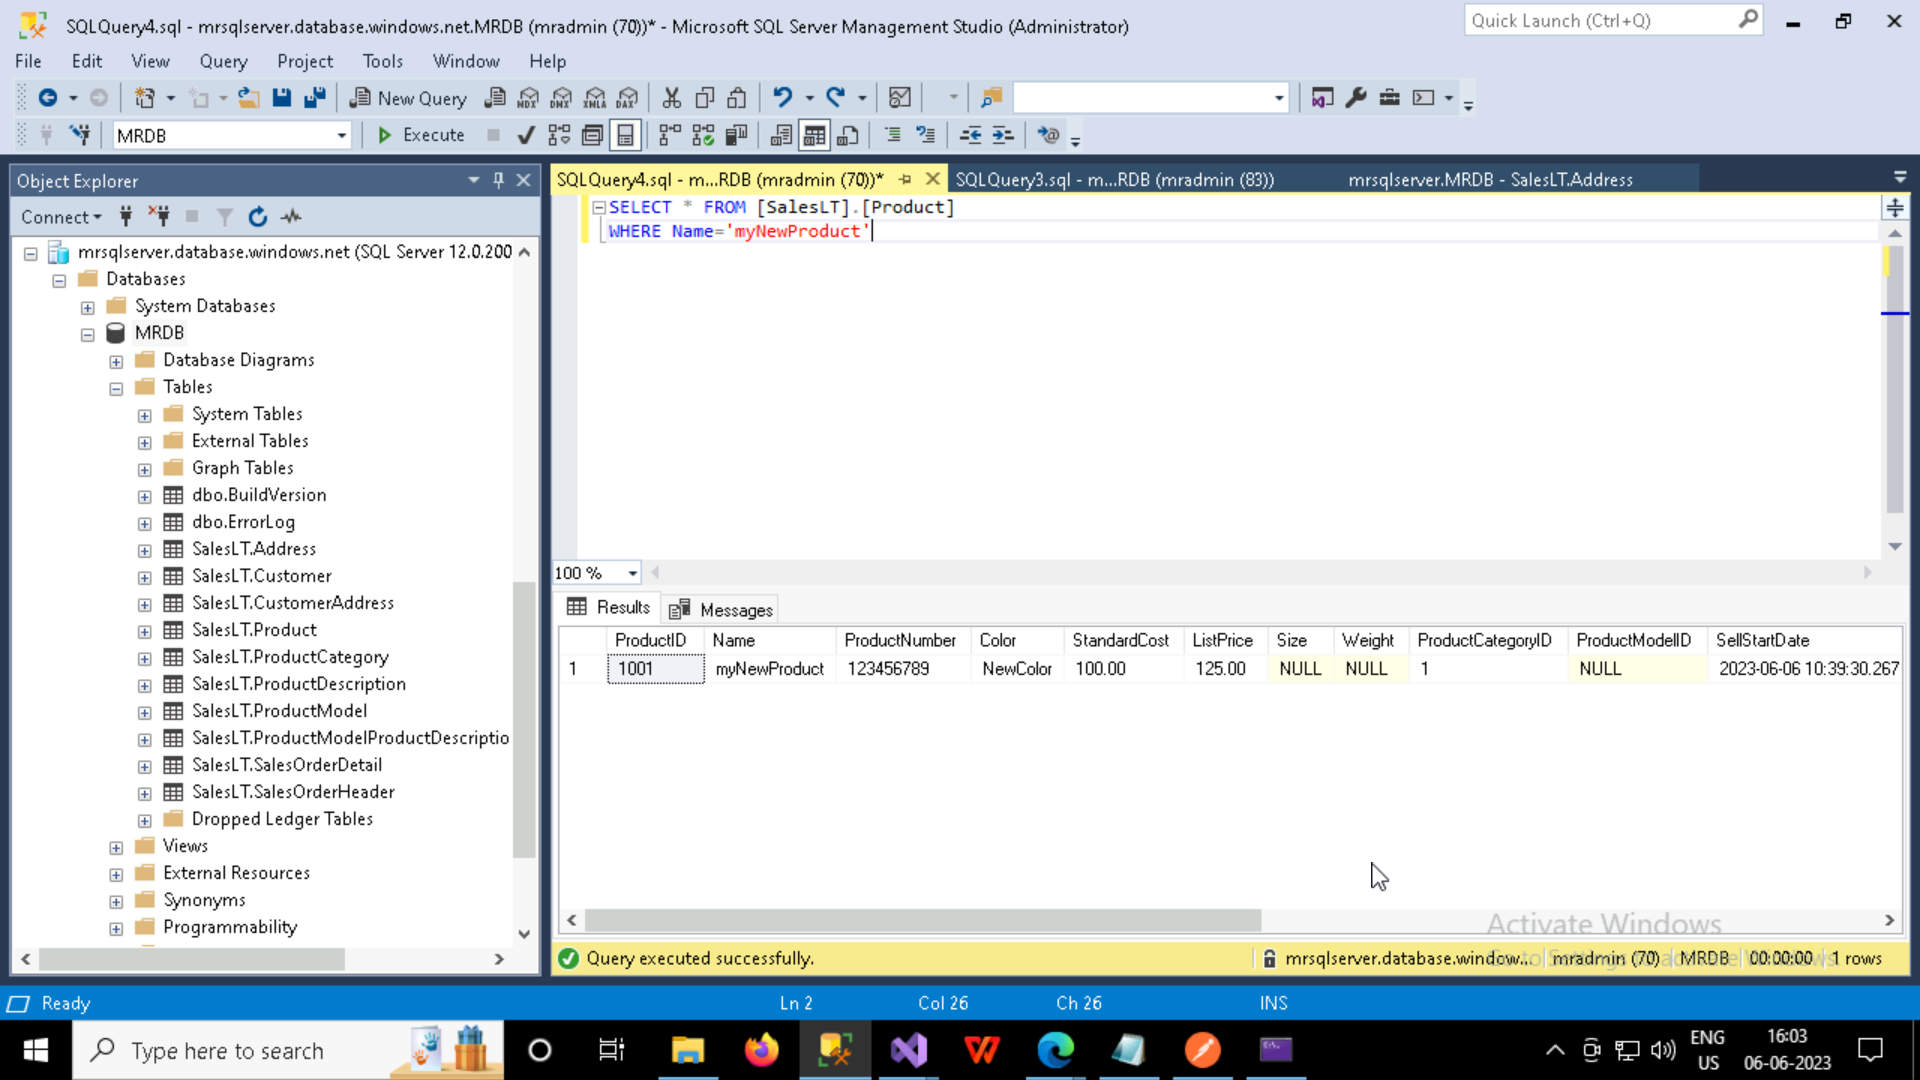 SQLQuery4.sql - mrsqlserver.database.windows.net.MRDB (mradmin (70))* - Microsoft SQL Server Management Studio (Administrator)
Quick Launch (Ctrl+Q)
File Edit View Query Project Tools Window Help
New Query MDX DMX XMLA DAX
MRDB Execute
Object Explorer
SQLQuery4.sql - m...RDB (mradmin (70))* SQLQuery3.sql - m...RDB (mradmin (83)) mrsqlserver.MRDB - SalesLT.Address
Connect
SELECT * FROM [SalesLT].[Product]
WHERE Name='myNewProduct'
mrsqlserver.database.windows.net (SQL Server 12.0.200
Databases
System Databases
MRDB
Database Diagrams
Tables
System Tables
External Tables
Graph Tables
dbo.BuildVersion
dbo.ErrorLog
SalesLT.Address
SalesLT.Customer
SalesLT.CustomerAddress
SalesLT.Product
SalesLT.ProductCategory
SalesLT.ProductDescription
SalesLT.ProductModel
SalesLT.ProductModelProductDescriptio
SalesLT.SalesOrderDetail
SalesLT.SalesOrderHeader
Dropped Ledger Tables
Views
External Resources
Synonyms
Programmability
100 %
Results Messages
ProductID Name ProductNumber Color StandardCost ListPrice Size Weight ProductCategoryID ProductModelID SellStartDate
1 1001 myNewProduct 123456789 NewColor 100.00 125.00 NULL NULL 1 NULL 2023-06-06 10:39:30.267
Activate Windows
Query executed successfully. mrsqlserver.database.window... mradmin (70) MRDB 00:00:00 1 rows
Ready Ln 2 Col 26 Ch 26 INS
Type here to search
ENG
US
16:03
06-06-2023